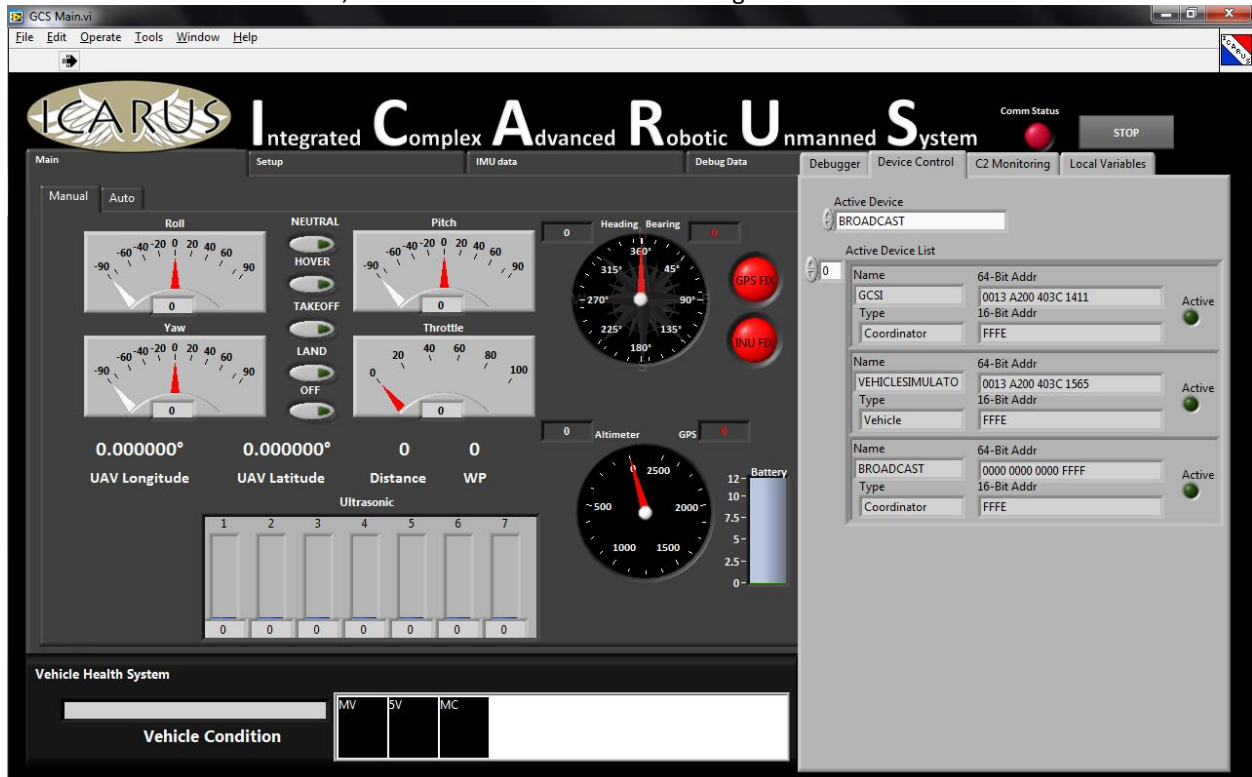 GCS Main.vi
File Edit Operate Tools Window Help
ICARUS
ICARUS
Integrated Complex Advanced Robotic Unmanned System
Comm Status
STOP
Main Setup IMU data Debug Data
Debugger Device Control C2 Monitoring Local Variables
Manual Auto
Roll
-90 -60 -40 -20 0 20 40 60 90
0
NEUTRAL
HOVER
TAKEOFF
LAND
OFF
Pitch
-90 -60 -40 -20 0 20 40 60 90
0
Yaw
-90 -60 -40 -20 0 20 40 60 90
0
Throttle
0 20 40 60 80 100
0
0 Heading Bearing 0
360° 45° 90° 135° 180° 225° 270° 315°
GPS FIX
INU FIX
0.000000° 0.000000° 0 0
UAV Longitude UAV Latitude Distance WP
0 Altimeter GPS 0
0 2500 2000 1500 1000 500
Battery
12
10
7.5
5
2.5
0
Ultrasonic
1 2 3 4 5 6 7
0 0 0 0 0 0 0
Vehicle Health System
Vehicle Condition
MV 5V MC
Active Device
BROADCAST
Active Device List
0
Name 64-Bit Addr
GCSI 0013 A200 403C 1411
Type 16-Bit Addr Active
Coordinator FFFE
Name 64-Bit Addr
VEHICLESIMULATO 0013 A200 403C 1565
Type 16-Bit Addr Active
Vehicle FFFE
Name 64-Bit Addr
BROADCAST 0000 0000 0000 FFFF
Type 16-Bit Addr Active
Coordinator FFFE